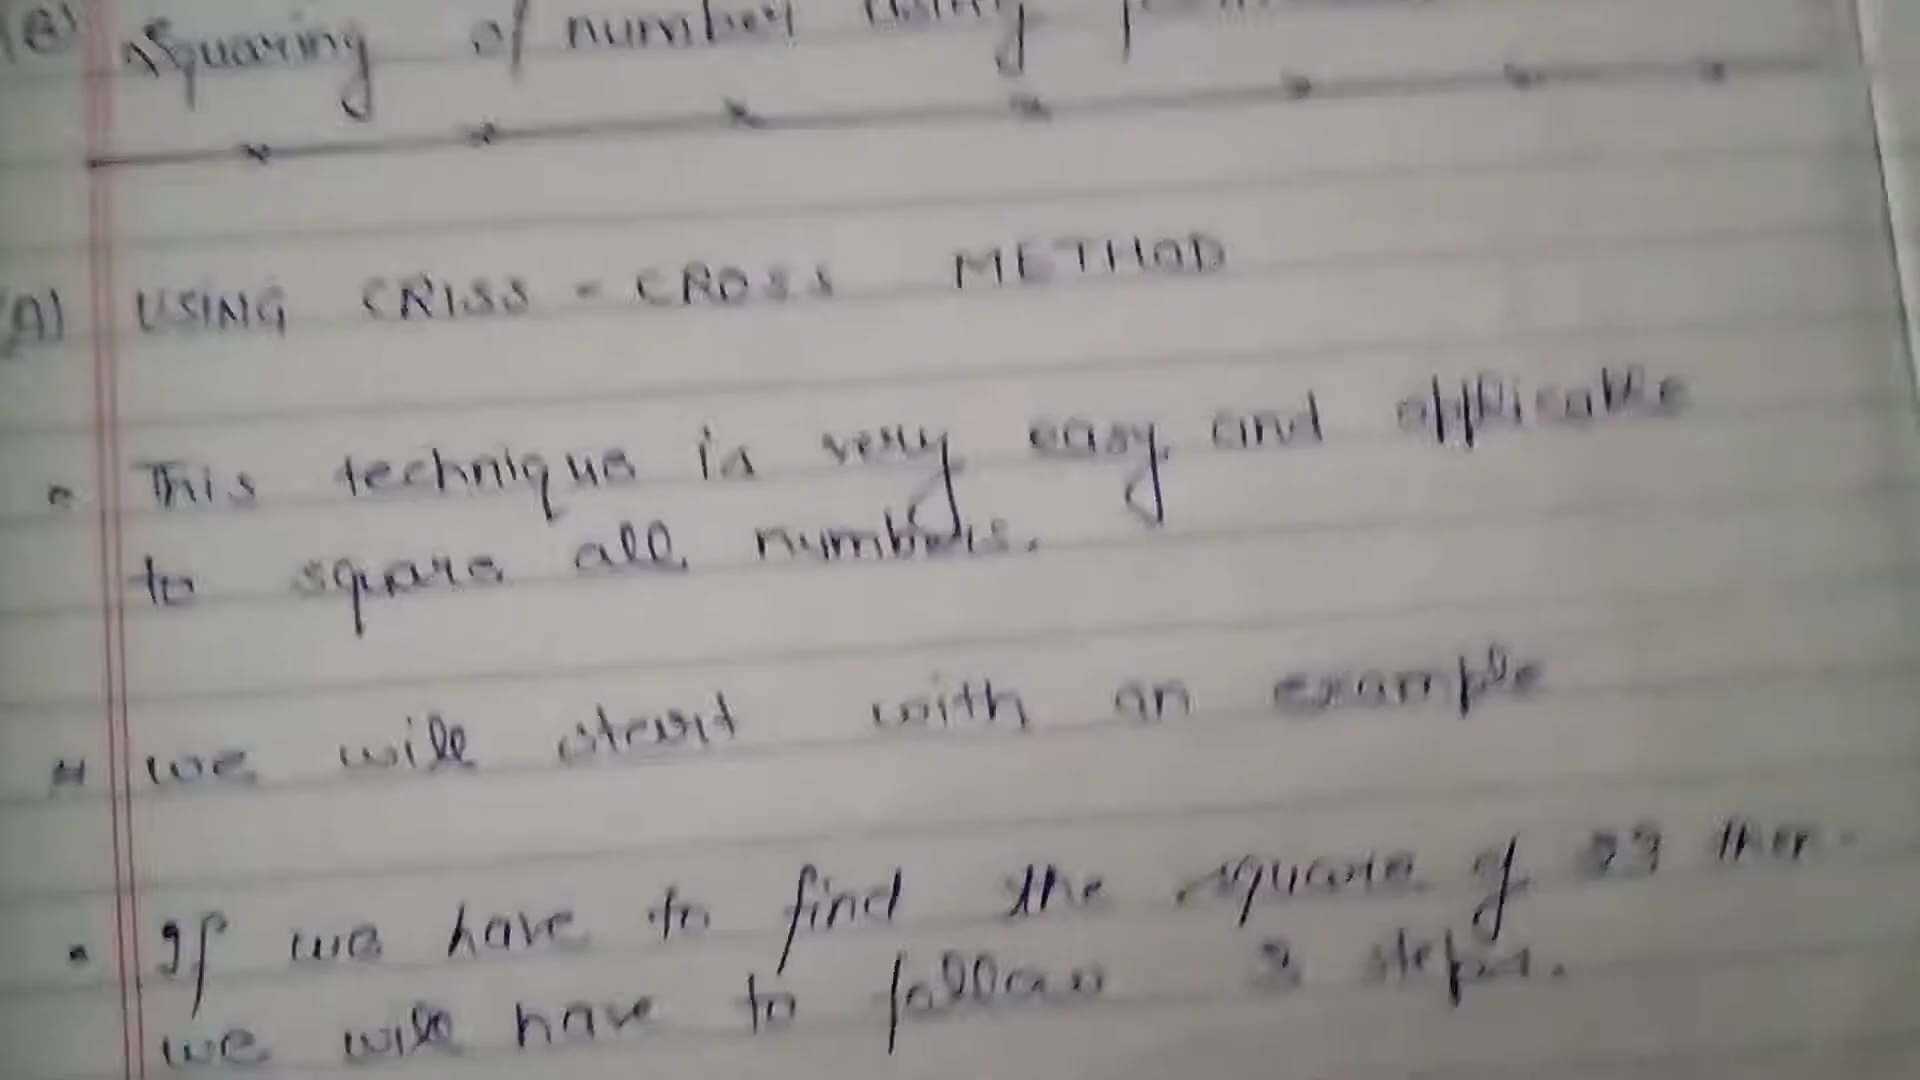 (B) Squaring of number using
(A) USING CRISS - CROSS METHOD
This technique is very easy and applicable
to square all numbers.
we will start with an example
If we have to find the square of 23 then
we will have to follow 3 steps.